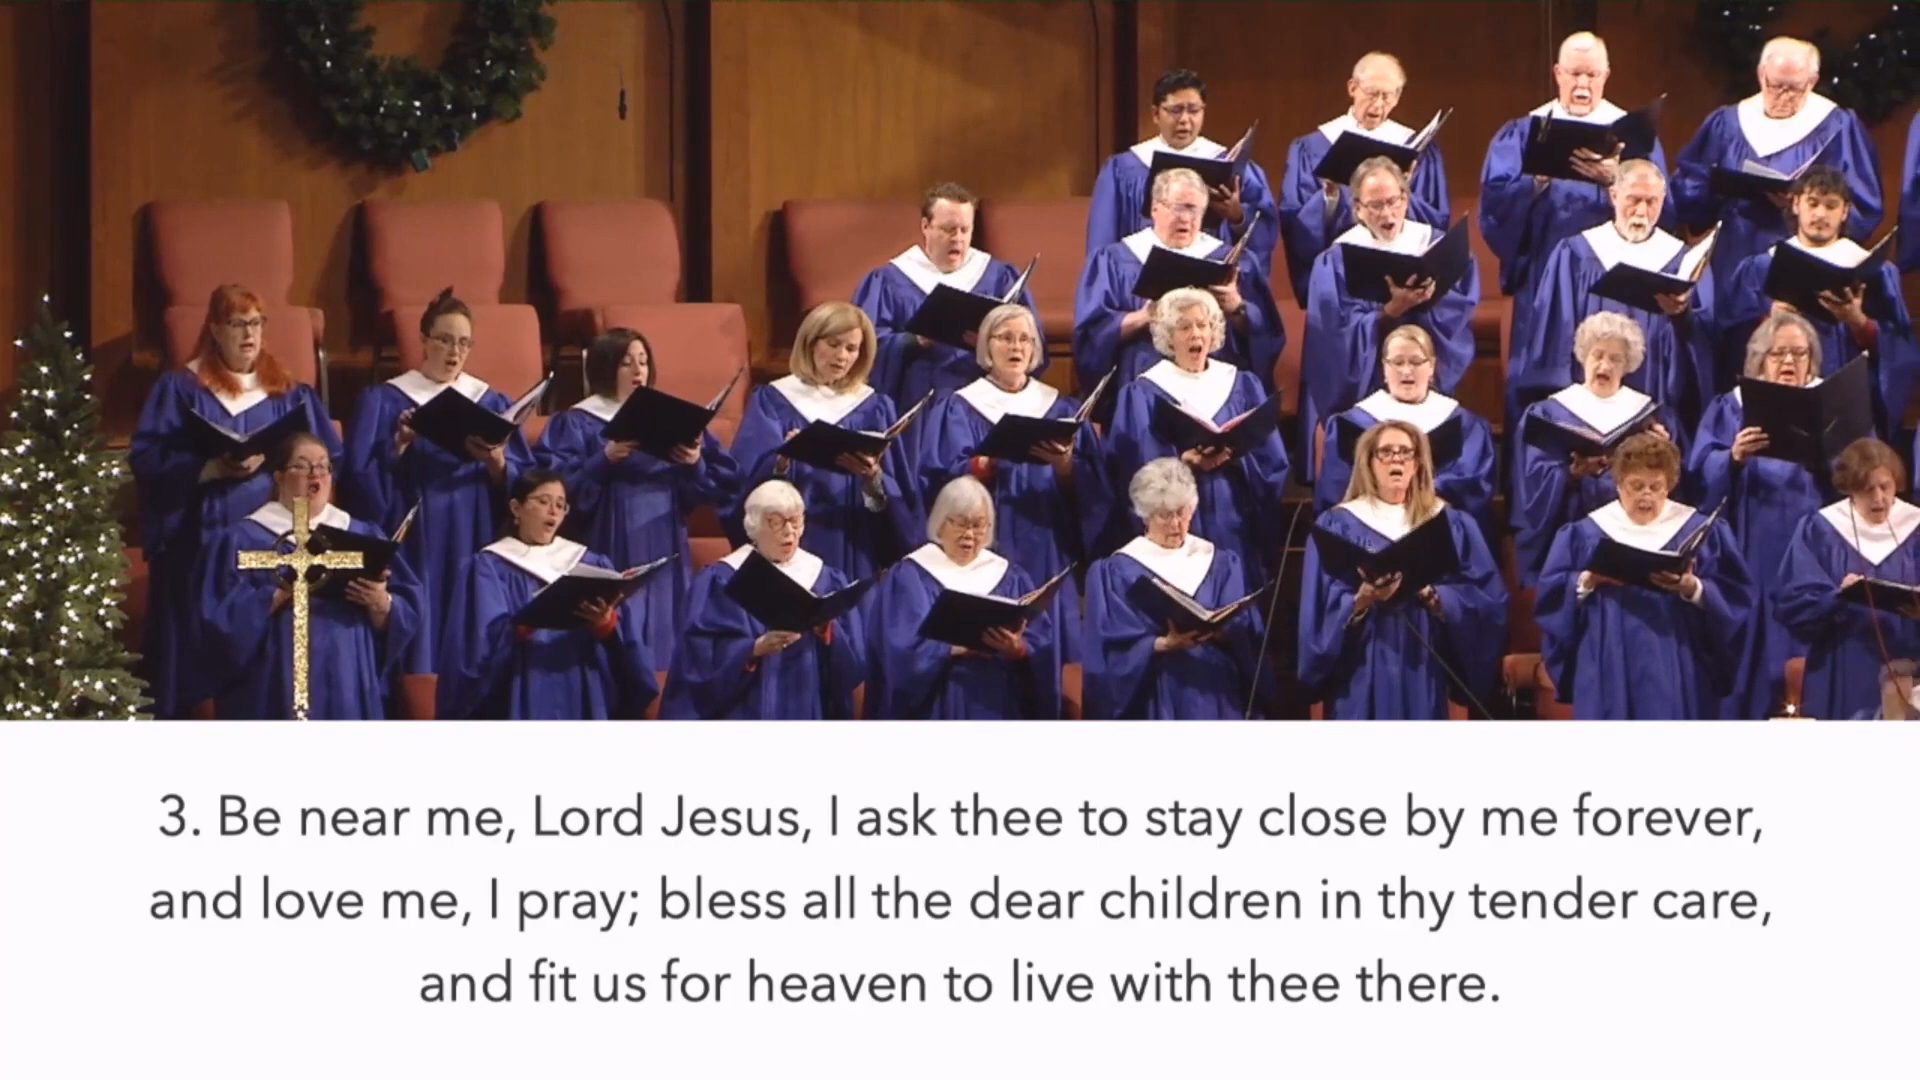 3. Be near me, Lord Jesus, I ask thee to stay close by me forever,
and love me, I pray; bless all the dear children in thy tender care,
and fit us for heaven to live with thee there.